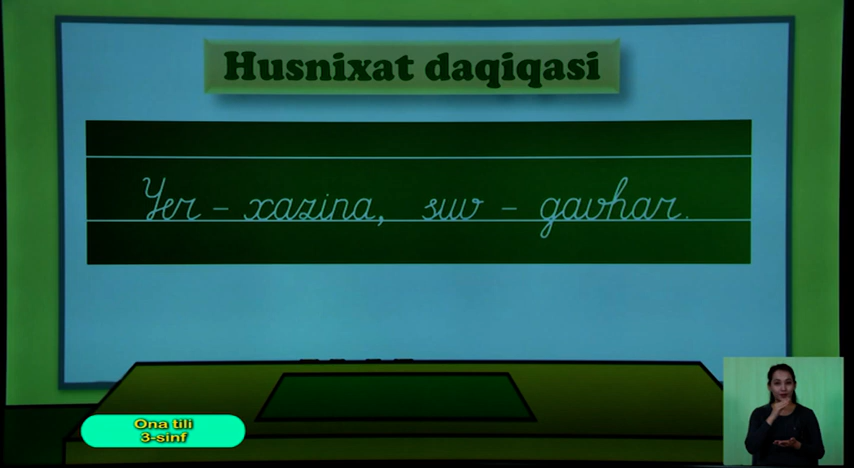 Husnixat daqiqasi
Yer – xazina, suv – gavhar.
Ona tili
3-sinf